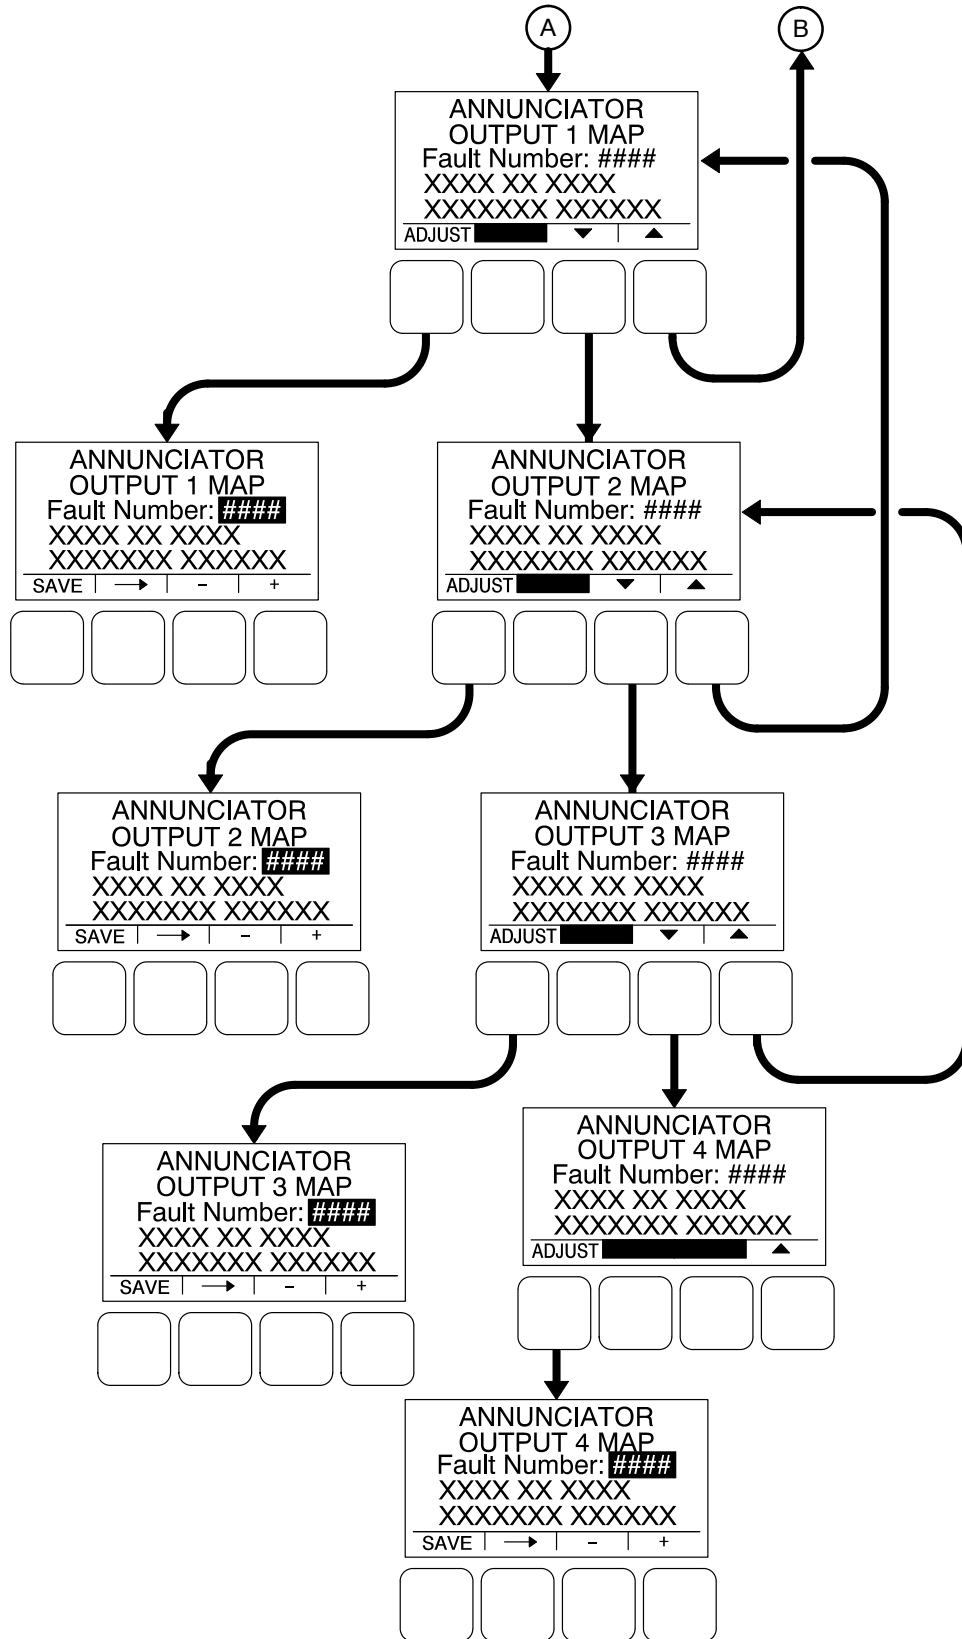 A
B
ANNUNCIATOR
OUTPUT 1 MAP
Fault Number: ####
XXXX XX XXXX
XXXXXXX XXXXXX
ADJUST ▼ ▲
ANNUNCIATOR
OUTPUT 1 MAP
Fault Number: ####
XXXX XX XXXX
XXXXXXX XXXXXX
SAVE → - +
ANNUNCIATOR
OUTPUT 2 MAP
Fault Number: ####
XXXX XX XXXX
XXXXXXX XXXXXX
ADJUST ▼ ▲
ANNUNCIATOR
OUTPUT 2 MAP
Fault Number: ####
XXXX XX XXXX
XXXXXXX XXXXXX
SAVE → - +
ANNUNCIATOR
OUTPUT 3 MAP
Fault Number: ####
XXXX XX XXXX
XXXXXXX XXXXXX
ADJUST ▼ ▲
ANNUNCIATOR
OUTPUT 3 MAP
Fault Number: ####
XXXX XX XXXX
XXXXXXX XXXXXX
SAVE → - +
ANNUNCIATOR
OUTPUT 4 MAP
Fault Number: ####
XXXX XX XXXX
XXXXXXX XXXXXX
ADJUST ▲
ANNUNCIATOR
OUTPUT 4 MAP
Fault Number: ####
XXXX XX XXXX
XXXXXXX XXXXXX
SAVE → - +